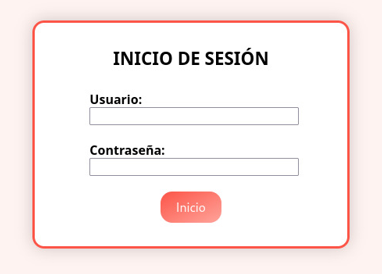 INICIO DE SESIÓN
Usuario:
Contraseña:
Inicio